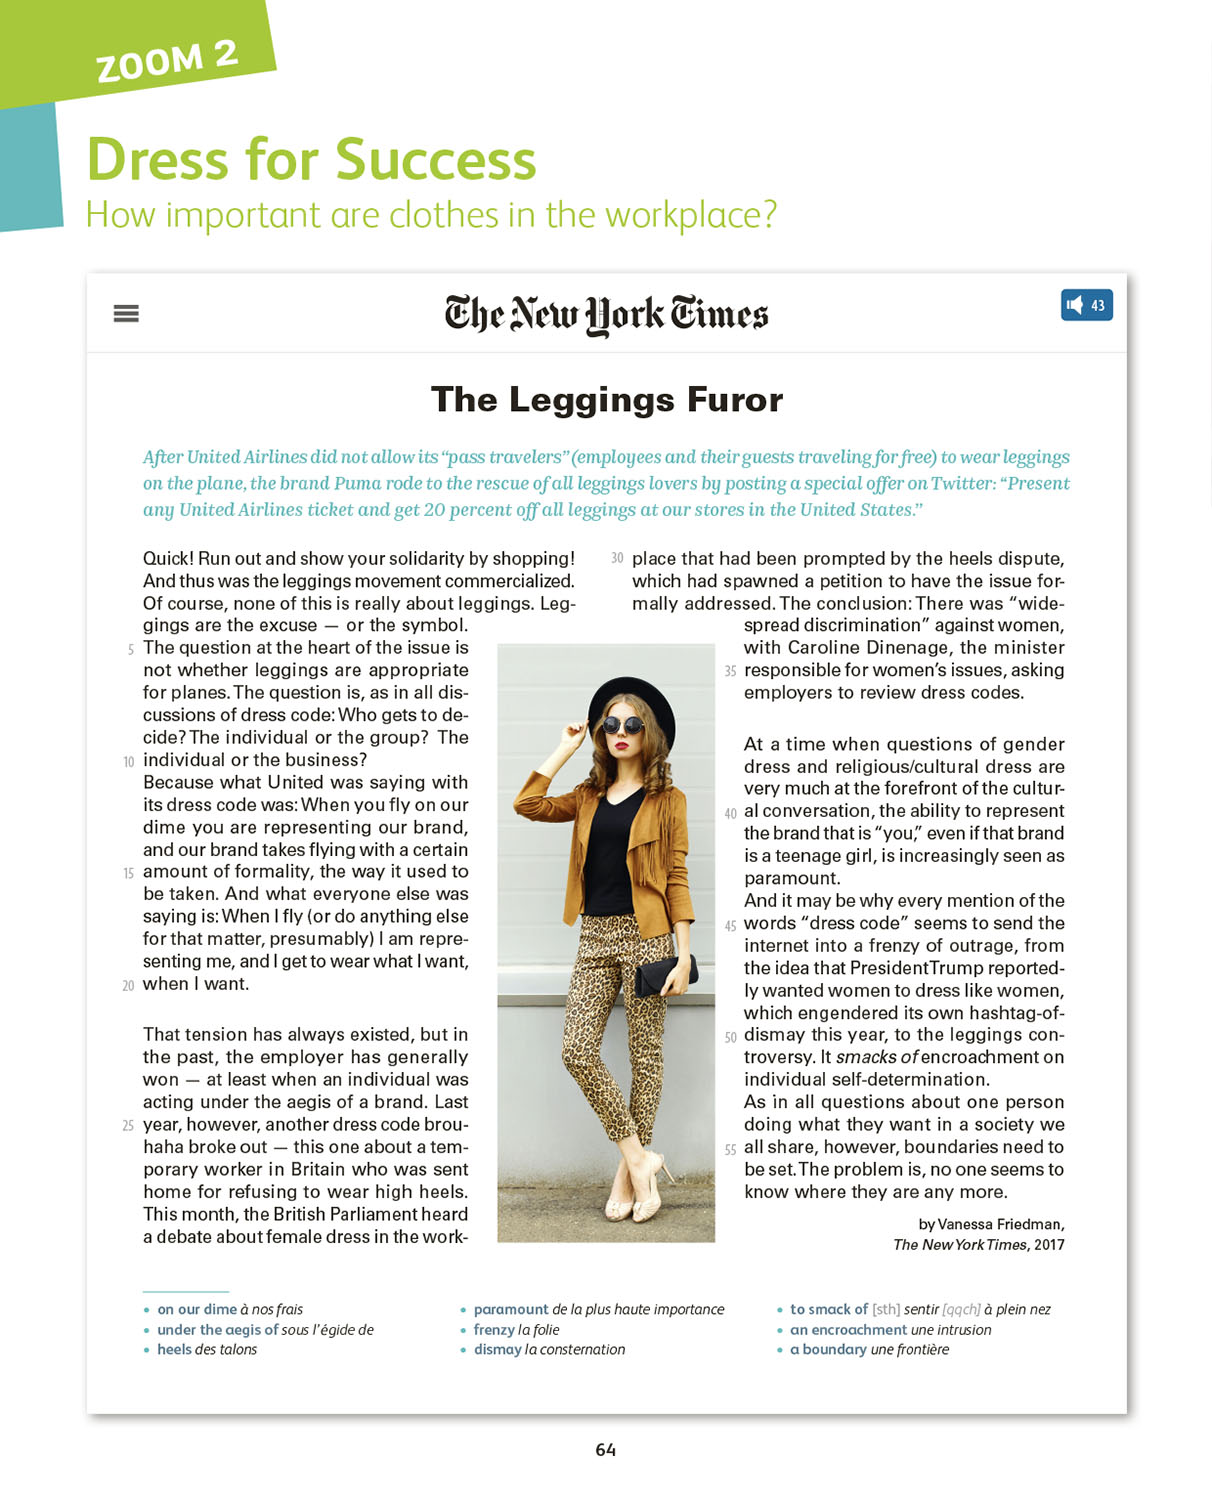 ZOOM 2
Dress for Success
How important are clothes in the workplace?
The New York Times
43
The Leggings Furor
After United Airlines did not allow its “pass travelers” (employees and their guests traveling for free) to wear leggings
on the plane, the brand Puma rode to the rescue of all leggings lovers by posting a special offer on Twitter: “Present
any United Airlines ticket and get 20 percent off all leggings at our stores in the United States.”
Quick! Run out and show your solidarity by shopping!
And thus was the leggings movement commercialized.
Of course, none of this is really about leggings. Leg-
gings are the excuse — or the symbol.
5 The question at the heart of the issue is
not whether leggings are appropriate
for planes. The question is, as in all dis-
cussions of dress code: Who gets to de-
cide? The individual or the group? The
10 individual or the business?
Because what United was saying with
its dress code was: When you fly on our
dime you are representing our brand,
and our brand takes flying with a certain
15 amount of formality, the way it used to
be taken. And what everyone else was
saying is: When I fly (or do anything else
for that matter, presumably) I am repre-
senting me, and I get to wear what I want,
20 when I want.
That tension has always existed, but in
the past, the employer has generally
won — at least when an individual was
acting under the aegis of a brand. Last
25 year, however, another dress code brou-
haha broke out — this one about a tem-
porary worker in Britain who was sent
home for refusing to wear high heels.
This month, the British Parliament heard
a debate about female dress in the work-
30 place that had been prompted by the heels dispute,
which had spawned a petition to have the issue for-
mally addressed. The conclusion: There was “wide-
spread discrimination” against women,
with Caroline Dinenage, the minister
35 responsible for women’s issues, asking
employers to review dress codes.
At a time when questions of gender
dress and religious/cultural dress are
very much at the forefront of the cultur-
40 al conversation, the ability to represent
the brand that is “you,” even if that brand
is a teenage girl, is increasingly seen as
paramount.
And it may be why every mention of the
45 words “dress code” seems to send the
internet into a frenzy of outrage, from
the idea that President Trump reported-
ly wanted women to dress like women,
which engendered its own hashtag-of-
50 dismay this year, to the leggings con-
troversy. It smacks of encroachment on
individual self-determination.
As in all questions about one person
doing what they want in a society we
55 all share, however, boundaries need to
be set. The problem is, no one seems to
know where they are any more.
by Vanessa Friedman,
The New York Times, 2017
• on our dime à nos frais
• under the aegis of sous l’égide de
• heels des talons
• paramount de la plus haute importance
• frenzy la folie
• dismay la consternation
• to smack of [sth] sentir [qqch] à plein nez
• an encroachment une intrusion
• a boundary une frontière
64